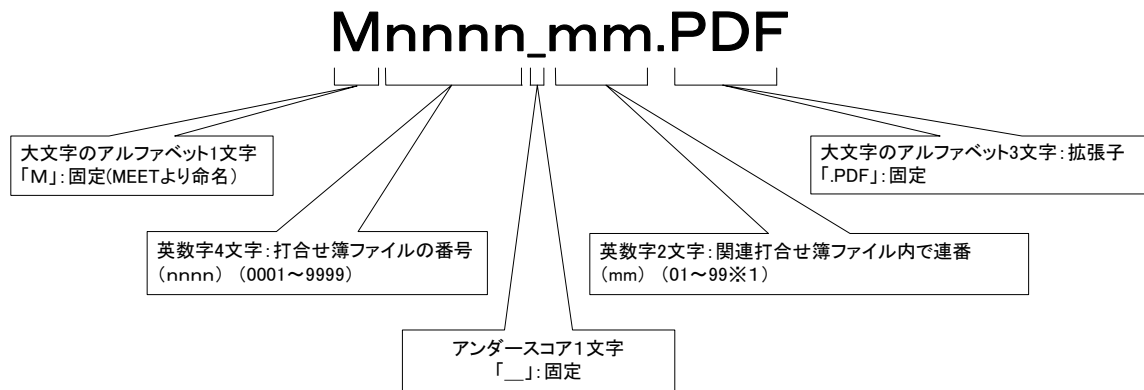 Mnnnn_mm.PDF
大文字のアルファベット1文字
「M」:固定(MEETより命名)
大文字のアルファベット3文字:拡張子
「.PDF」:固定
英数字4文字:打合せ簿ファイルの番号
(nnnn) (0001～9999)
英数字2文字:関連打合せ簿ファイル内で連番
(mm) (01～99※1)
アンダースコア1文字
「__」:固定